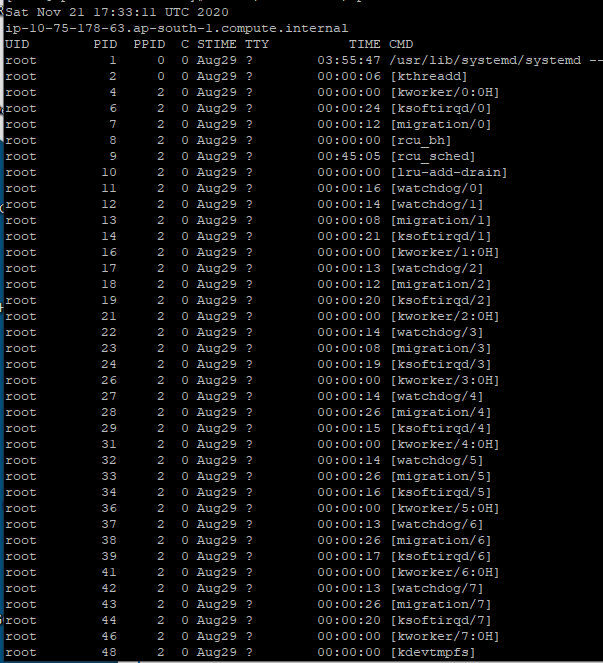 Sat Nov 21 17:33:11 UTC 2020
ip-10-75-178-63.ap-south-1.compute.internal
UID        PID  PPID  C STIME TTY          TIME CMD
root         1     0  0 Aug29 ?        03:55:47 /usr/lib/systemd/systemd --
root         2     0  0 Aug29 ?        00:00:06 [kthreadd]
root         4     2  0 Aug29 ?        00:00:00 [kworker/0:0H]
root         6     2  0 Aug29 ?        00:00:24 [ksoftirqd/0]
root         7     2  0 Aug29 ?        00:00:12 [migration/0]
root         8     2  0 Aug29 ?        00:00:00 [rcu_bh]
root         9     2  0 Aug29 ?        00:45:05 [rcu_sched]
root        10     2  0 Aug29 ?        00:00:00 [lru-add-drain]
root        11     2  0 Aug29 ?        00:00:16 [watchdog/0]
root        12     2  0 Aug29 ?        00:00:14 [watchdog/1]
root        13     2  0 Aug29 ?        00:00:08 [migration/1]
root        14     2  0 Aug29 ?        00:00:21 [ksoftirqd/1]
root        16     2  0 Aug29 ?        00:00:00 [kworker/1:0H]
root        17     2  0 Aug29 ?        00:00:13 [watchdog/2]
root        18     2  0 Aug29 ?        00:00:12 [migration/2]
root        19     2  0 Aug29 ?        00:00:20 [ksoftirqd/2]
root        21     2  0 Aug29 ?        00:00:00 [kworker/2:0H]
root        22     2  0 Aug29 ?        00:00:14 [watchdog/3]
root        23     2  0 Aug29 ?        00:00:08 [migration/3]
root        24     2  0 Aug29 ?        00:00:19 [ksoftirqd/3]
root        26     2  0 Aug29 ?        00:00:00 [kworker/3:0H]
root        27     2  0 Aug29 ?        00:00:14 [watchdog/4]
root        28     2  0 Aug29 ?        00:00:26 [migration/4]
root        29     2  0 Aug29 ?        00:00:15 [ksoftirqd/4]
root        31     2  0 Aug29 ?        00:00:00 [kworker/4:0H]
root        32     2  0 Aug29 ?        00:00:14 [watchdog/5]
root        33     2  0 Aug29 ?        00:00:26 [migration/5]
root        34     2  0 Aug29 ?        00:00:16 [ksoftirqd/5]
root        36     2  0 Aug29 ?        00:00:00 [kworker/5:0H]
root        37     2  0 Aug29 ?        00:00:13 [watchdog/6]
root        38     2  0 Aug29 ?        00:00:26 [migration/6]
root        39     2  0 Aug29 ?        00:00:17 [ksoftirqd/6]
root        41     2  0 Aug29 ?        00:00:00 [kworker/6:0H]
root        42     2  0 Aug29 ?        00:00:13 [watchdog/7]
root        43     2  0 Aug29 ?        00:00:26 [migration/7]
root        44     2  0 Aug29 ?        00:00:20 [ksoftirqd/7]
root        46     2  0 Aug29 ?        00:00:00 [kworker/7:0H]
root        48     2  0 Aug29 ?        00:00:00 [kdevtmpfs]